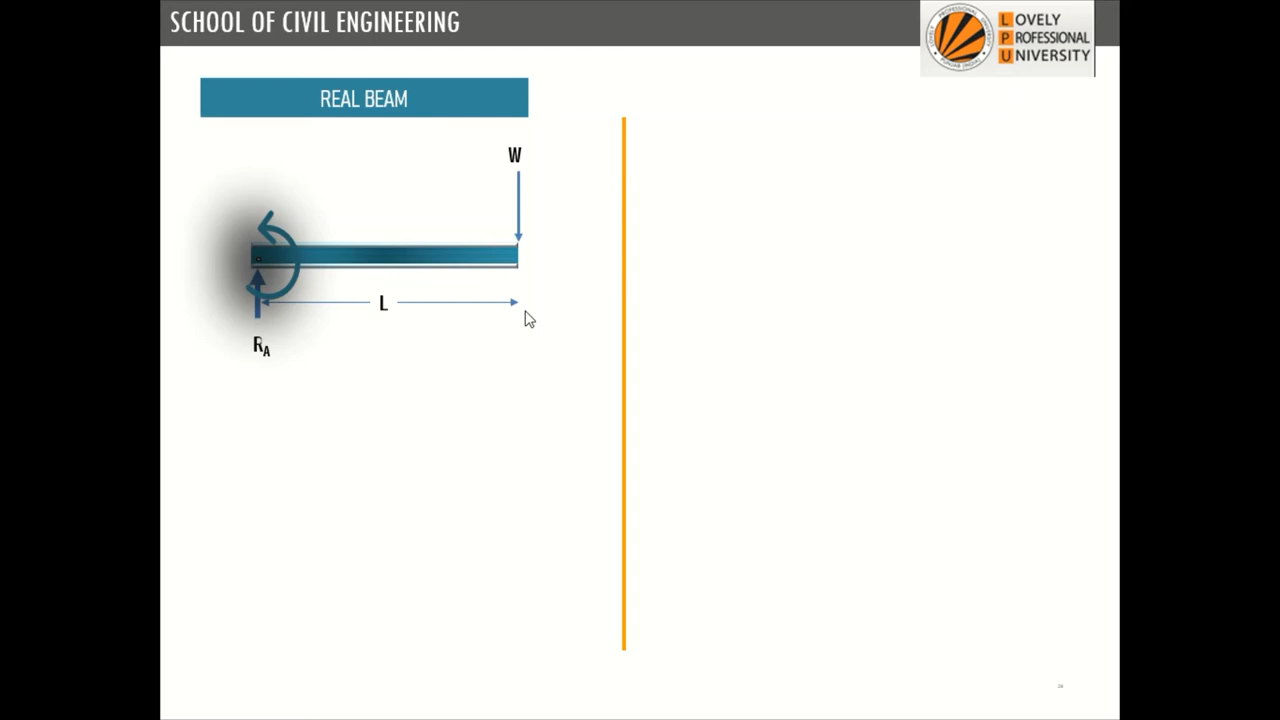 SCHOOL OF CIVIL ENGINEERING
LOVELY
PROFESSIONAL
UNIVERSITY
REAL BEAM
W
L
RA